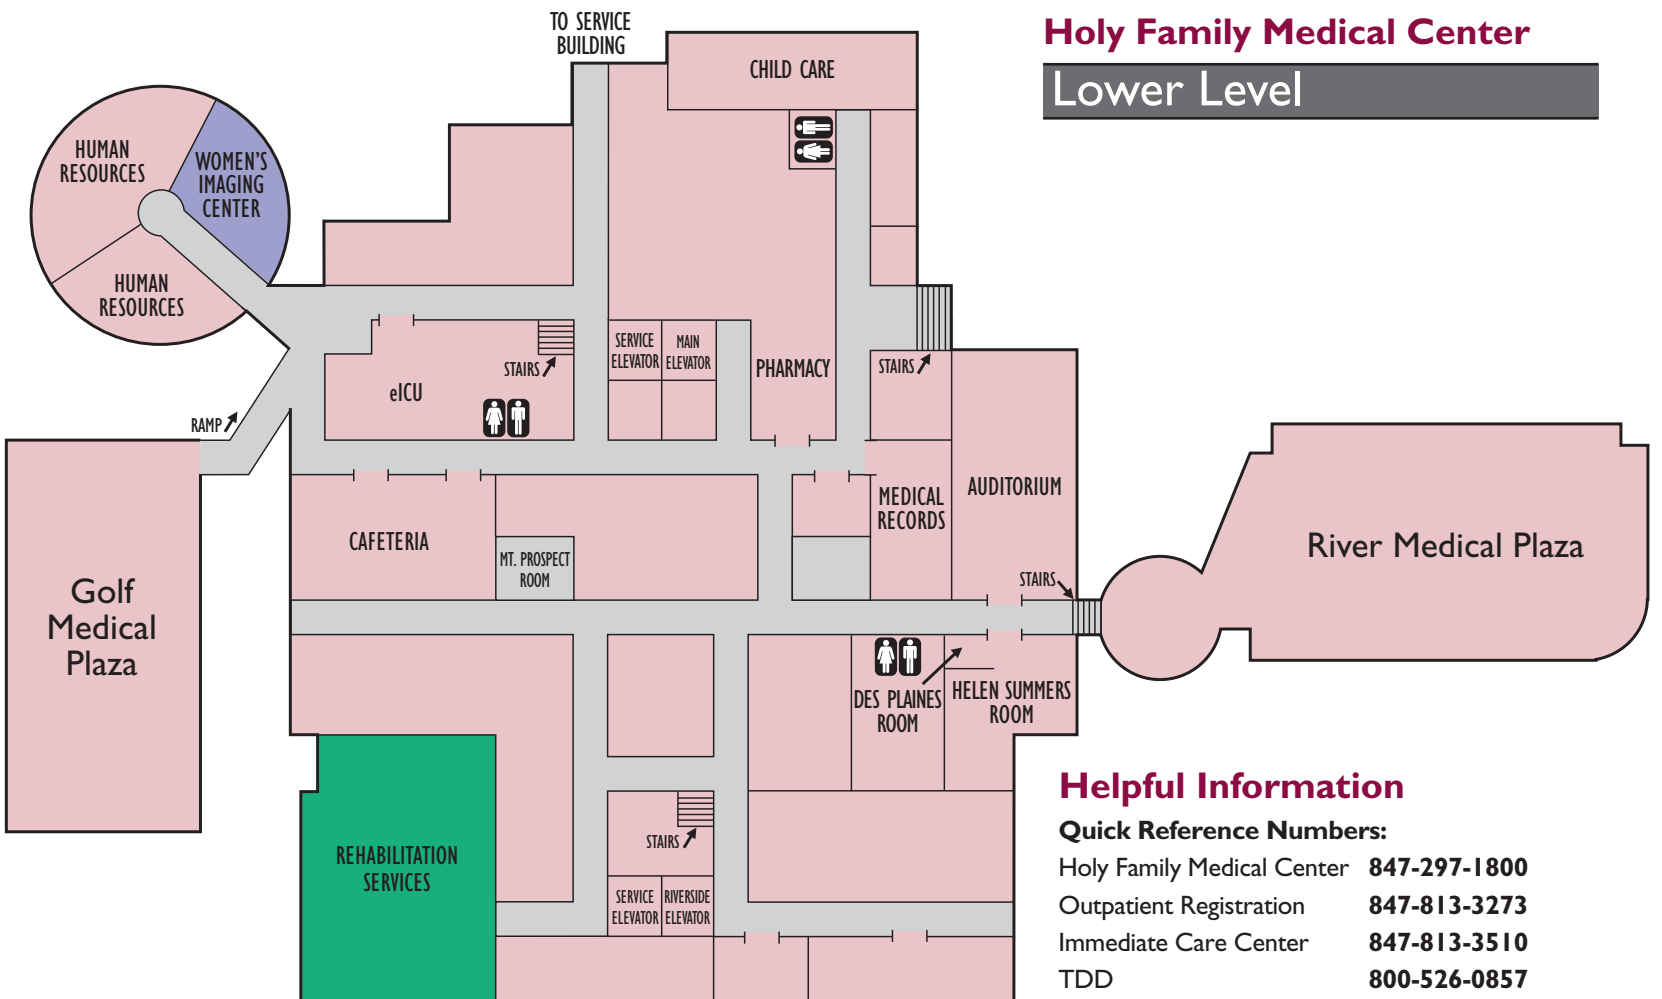 TO SERVICE
BUILDING
Holy Family Medical Center
Lower Level
CHILD CARE
HUMAN
RESOURCES
WOMEN'S
IMAGING
CENTER
HUMAN
RESOURCES
SERVICE
ELEVATOR
MAIN
ELEVATOR
STAIRS
PHARMACY
STAIRS
eICU
RAMP
MEDICAL
RECORDS
AUDITORIUM
CAFETERIA
MT. PROSPECT
ROOM
River Medical Plaza
STAIRS
Golf
Medical
Plaza
DES PLAINES
ROOM
HELEN SUMMERS
ROOM
STAIRS
REHABILITATION
SERVICES
SERVICE
ELEVATOR
RIVERSIDE
ELEVATOR
Helpful Information
Quick Reference Numbers:
Holy Family Medical Center 847-297-1800
Outpatient Registration 847-813-3273
Immediate Care Center 847-813-3510
TDD 800-526-0857